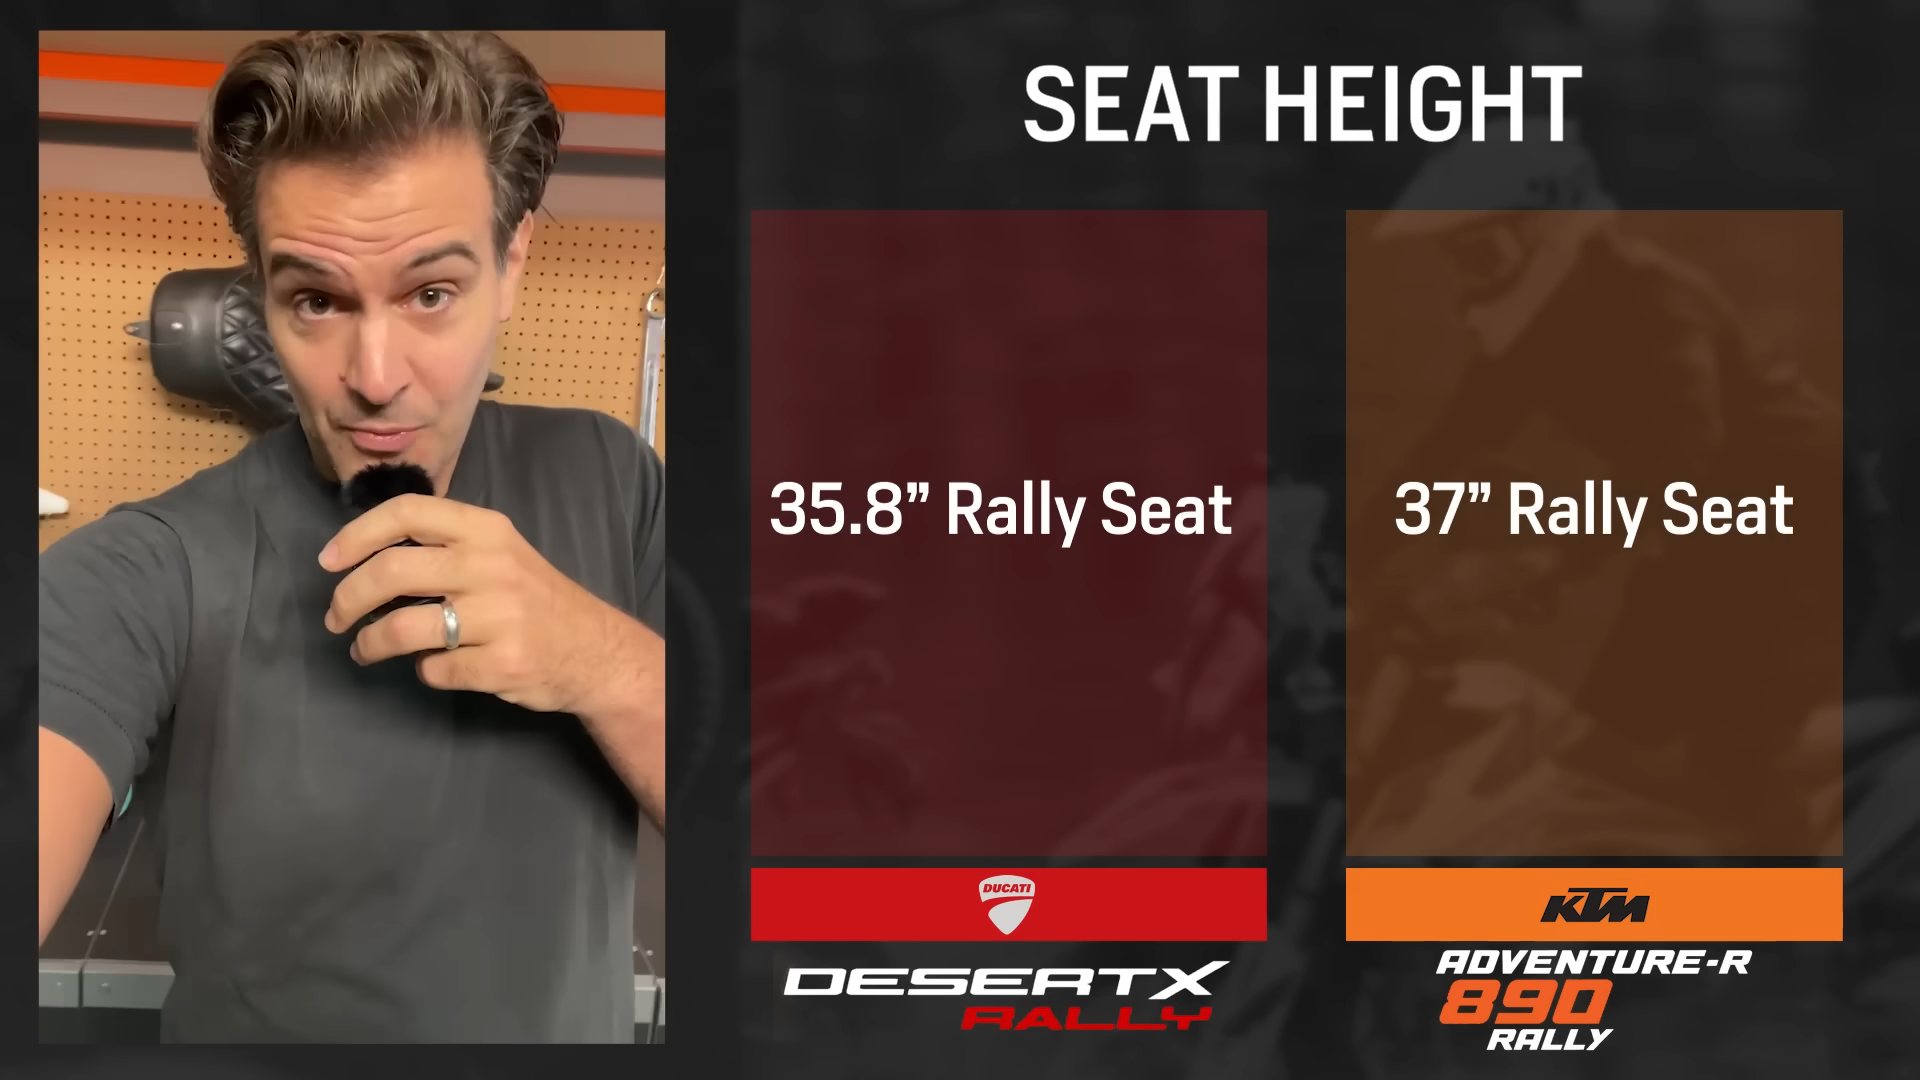 SEAT HEIGHT
35.8” Rally Seat
37” Rally Seat
DUCATI
KTM
DESERTX
RALLY
ADVENTURE-R
890
RALLY